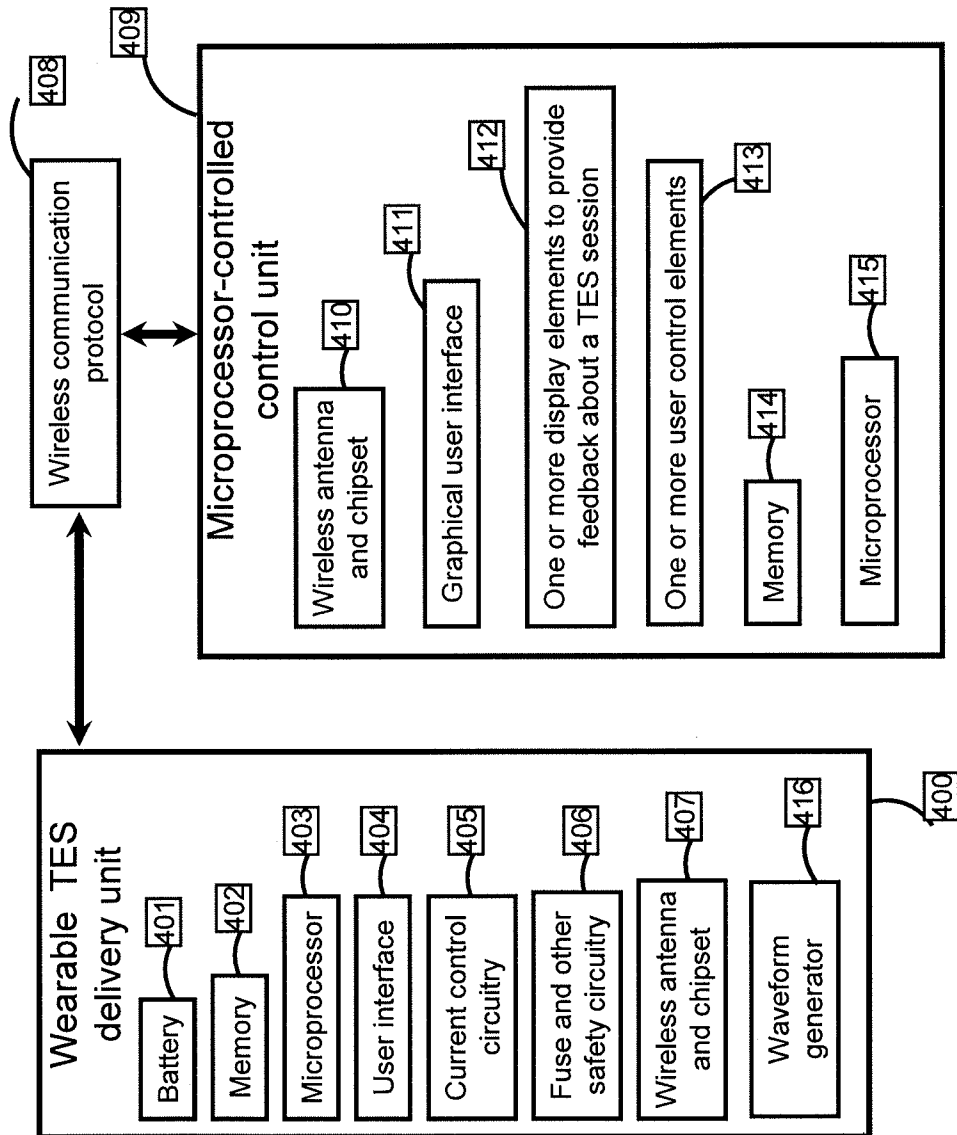 Wearable TES
delivery unit
Battery
401
Memory
402
Microprocessor
403
User interface
404
Current control
circuitry
405
Fuse and other
safety circuitry
406
Wireless antenna
and chipset
407
Waveform
generator
416
400
Wireless communication
protocol
408
409
Microprocessor-controlled
control unit
Wireless antenna
and chipset
410
Graphical user interface
411
One or more display elements to provide
feedback about a TES session
412
One or more user control elements
413
Memory
414
Microprocessor
415